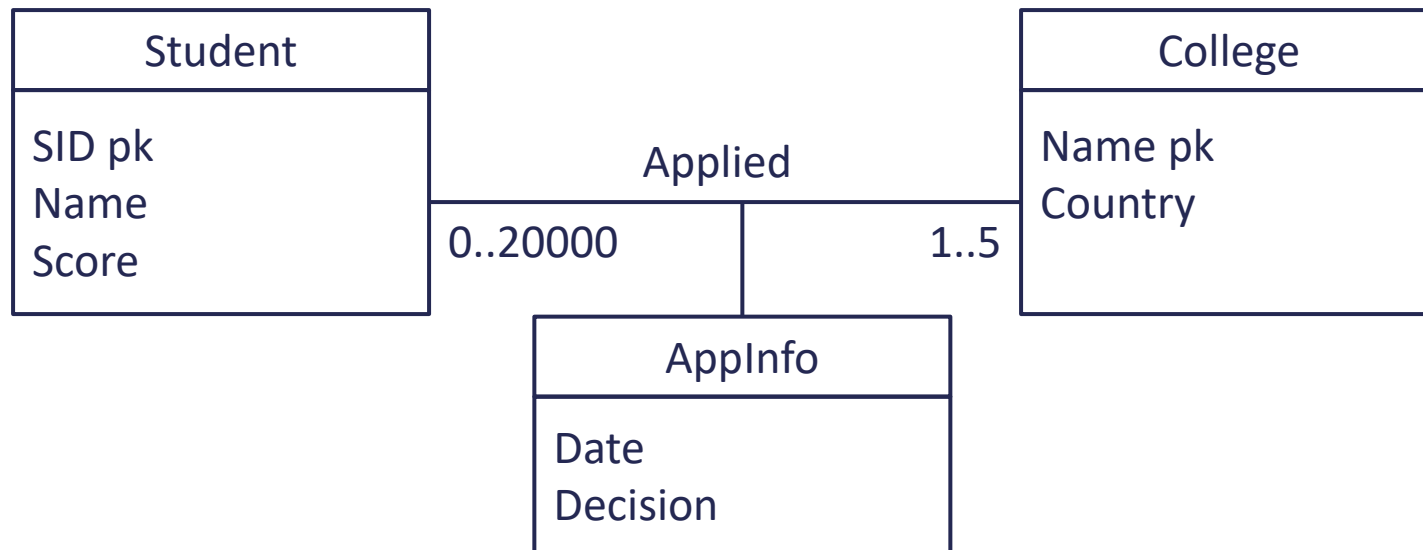 Student
SID pk
Name
Score
Applied
0..20000
1..5
College
Name pk
Country
AppInfo
Date
Decision